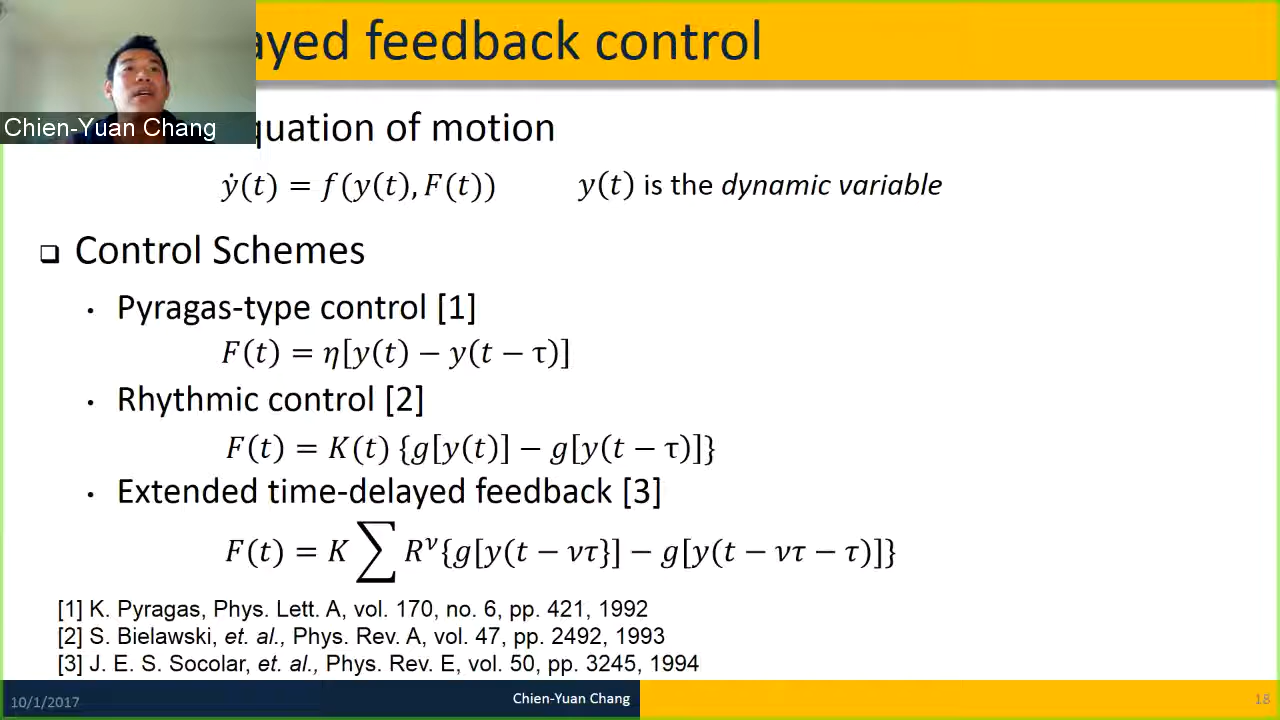 ayed feedback control
Chien-Yuan Chang
quation of motion
ẏ(t) = f(y(t), F(t)) y(t) is the dynamic variable
❑ Control Schemes
• Pyragas-type control [1]
F(t) = η[y(t) − y(t − τ)]
• Rhythmic control [2]
F(t) = K(t) {g[y(t)] − g[y(t − τ)]}
• Extended time-delayed feedback [3]
F(t) = K ∑ R^ν{g[y(t − ντ}] − g[y(t − ντ − τ)]}
[1] K. Pyragas, Phys. Lett. A, vol. 170, no. 6, pp. 421, 1992
[2] S. Bielawski, et. al., Phys. Rev. A, vol. 47, pp. 2492, 1993
[3] J. E. S. Socolar, et. al., Phys. Rev. E, vol. 50, pp. 3245, 1994
10/1/2017 Chien-Yuan Chang 18